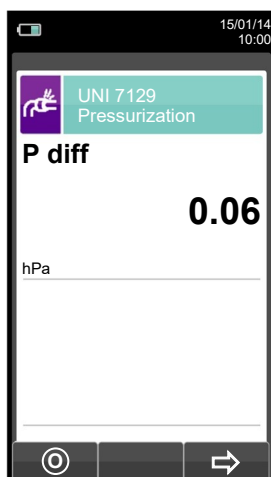 15/01/14
10:00
UNI 7129
Pressurization
P diff
0.06
hPa